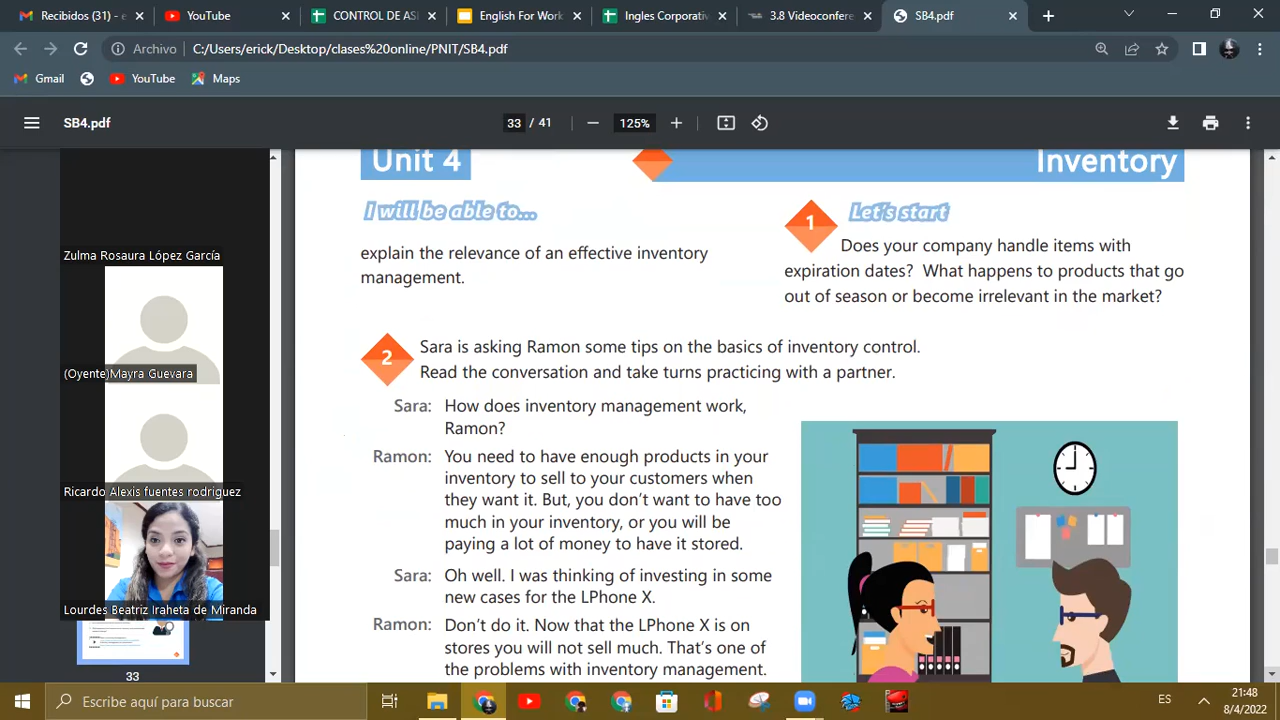 Recibidos (31) - e
YouTube
CONTROL DE ASI
English For Work
Ingles Corporativ
3.8 Videoconfere
SB4.pdf
Archivo
C:/Users/erick/Desktop/clases%20online/PNIT/SB4.pdf
Gmail
YouTube
Maps
SB4.pdf
33 / 41
125%
Zulma Rosaura López García
(Oyente)Mayra Guevara
Ricardo Alexis fuentes rodriguez
Lourdes Beatriz Iraheta de Miranda
33
Unit 4
Inventory
I will be able to...
explain the relevance of an effective inventory
management.
1
Let's start
Does your company handle items with
expiration dates? What happens to products that go
out of season or become irrelevant in the market?
2
Sara is asking Ramon some tips on the basics of inventory control.
Read the conversation and take turns practicing with a partner.
Sara: How does inventory management work,
Ramon?
Ramon: You need to have enough products in your
inventory to sell to your customers when
they want it. But, you don't want to have too
much in your inventory, or you will be
paying a lot of money to have it stored.
Sara: Oh well. I was thinking of investing in some
new cases for the LPhone X.
Ramon: Don't do it. Now that the LPhone X is on
stores you will not sell much. That's one of
the problems with inventory management.
Escribe aquí para buscar
ES
21:48
8/4/2022